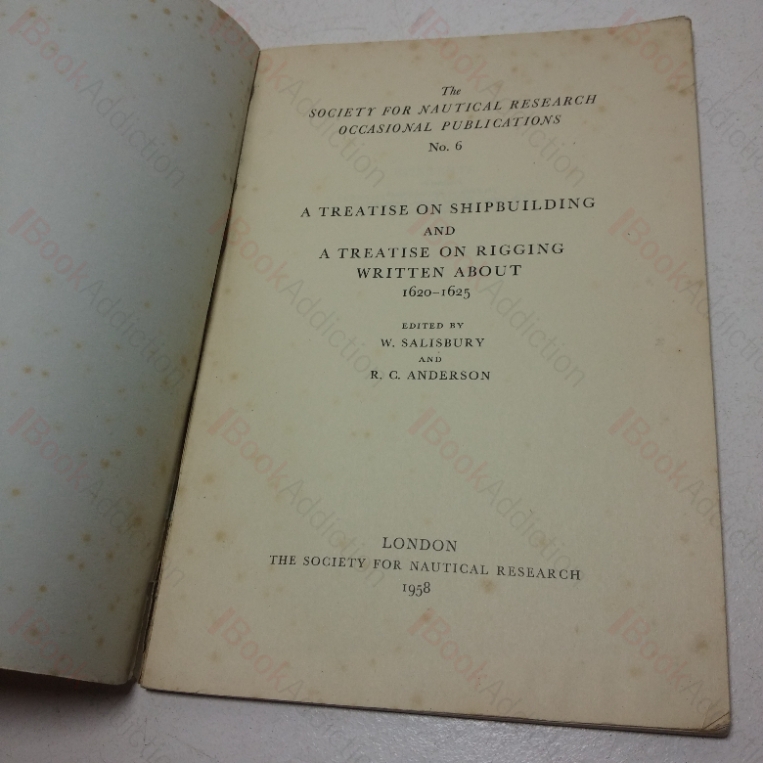 The
SOCIETY FOR NAUTICAL RESEARCH
OCCASIONAL PUBLICATIONS
No. 6
A TREATISE ON SHIPBUILDING
AND
A TREATISE ON RIGGING
WRITTEN ABOUT
1620–1625
EDITED BY
W. SALISBURY
AND
R. C. ANDERSON
LONDON
THE SOCIETY FOR NAUTICAL RESEARCH
1958
BookAddiction